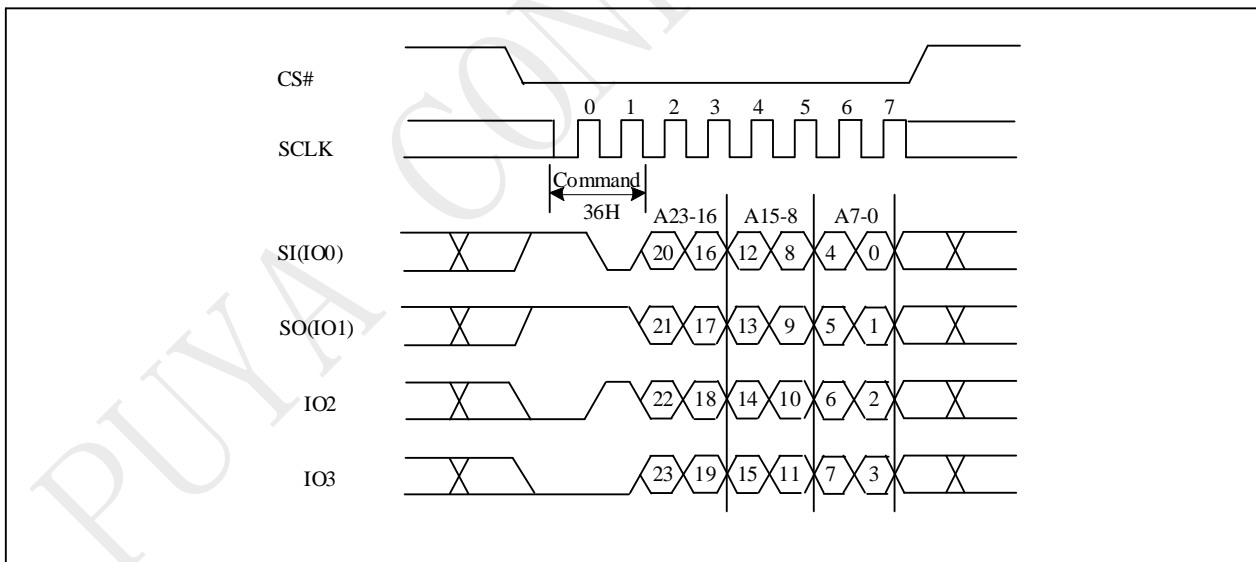 CS#
0 1 2 3 4 5 6 7
SCLK
Command
36H
A23-16 A15-8 A7-0
SI(IO0) 20 16 12 8 4 0
SO(IO1) 21 17 13 9 5 1
IO2 22 18 14 10 6 2
IO3 23 19 15 11 7 3
PUYA